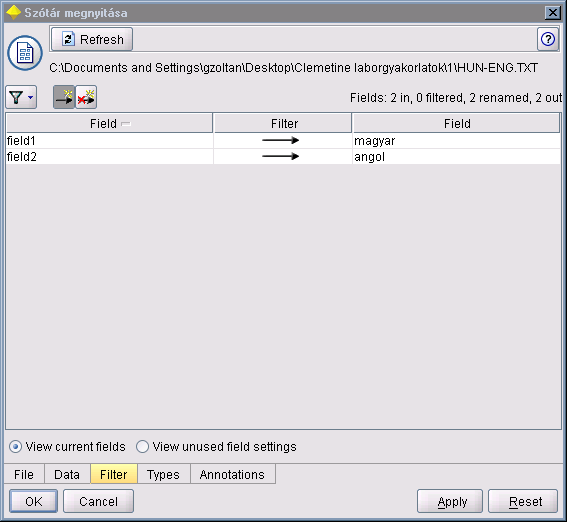 Szótár megnyitása
Refresh
C:\Documents and Settings\gzoltan\Desktop\Clemetine laborgyakorlatok\1\HUN-ENG.TXT
Fields: 2 in, 0 filtered, 2 renamed, 2 out
Field Filter Field
field1 magyar
field2 angol
View current fields View unused field settings
File Data Filter Types Annotations
OK Cancel Apply Reset